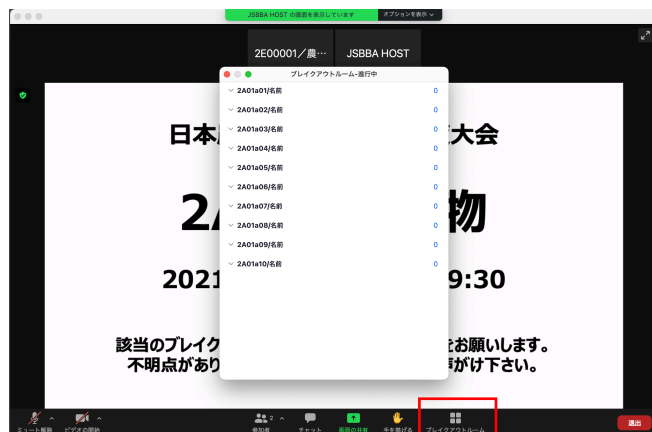 JSBBA HOST の画面を表示しています オプションを表示
2E00001／農… JSBBA HOST
ブレイクアウトルーム-進行中
2A01a01/名前 0
2A01a02/名前 0
2A01a03/名前 0
2A01a04/名前 0
2A01a05/名前 0
2A01a06/名前 0
2A01a07/名前 0
2A01a08/名前 0
2A01a09/名前 0
2A01a10/名前 0
日本 大会
2A 物
2021 9:30
該当のブレイク をお願いします。
不明点があり 声がけ下さい。
ミュート解除 ビデオの開始 参加者 2 チャット 画面の共有 手を挙げる ブレイクアウトルーム 退出